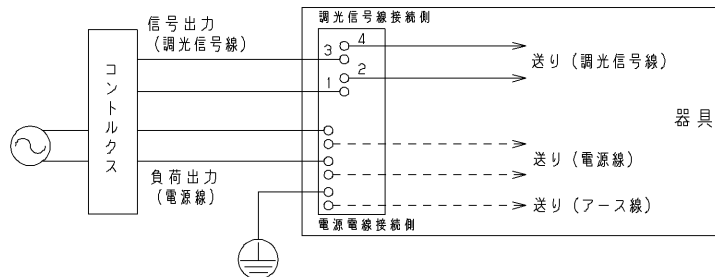 調光信号線接続側
信号出力
(調光信号線)
3
4
1
2
送り(調光信号線)
コントルクス
器具
送り(電源線)
負荷出力
(電源線)
送り(アース線)
電源電線接続側